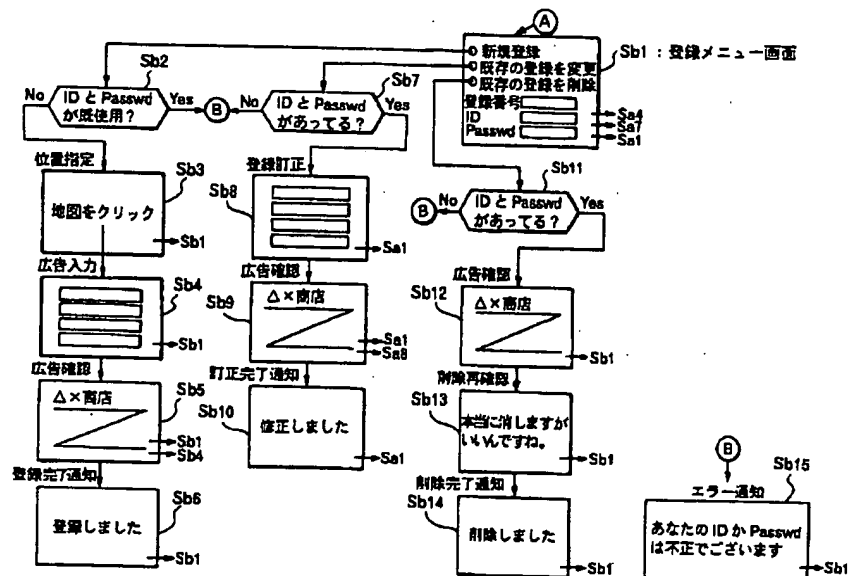 A
新規登録
既存の登録を変更
既存の登録を削除
登録番号
ID
Passwd
Sa4
Sa7
Sa1
Sb1 : 登録メニュー画面
Sb2
No
IDとPasswd
が既使用?
Yes
B
Sb7
No
IDとPasswd
があってる?
Yes
位置指定
Sb3
地図をクリック
Sb1
広告入力
Sb4
Sb1
広告確認
Sb5
△×商店
Sb1
Sb4
登録完了通知
Sb6
登録しました
Sb1
登録訂正
Sb8
Sa1
広告確認
Sb9
△×商店
Sa1
Sa8
訂正完了通知
Sb10
修正しました
Sa1
Sb11
B
No
IDとPasswd
があってる?
Yes
広告確認
Sb12
△×商店
Sb1
削除再確認
Sb13
本当に消しますが
いいんですね。
Sb1
削除完了通知
Sb14
削除しました
Sb1
B
Sb15
エラー通知
あなたのIDかPasswd
は不正でございます
Sb1